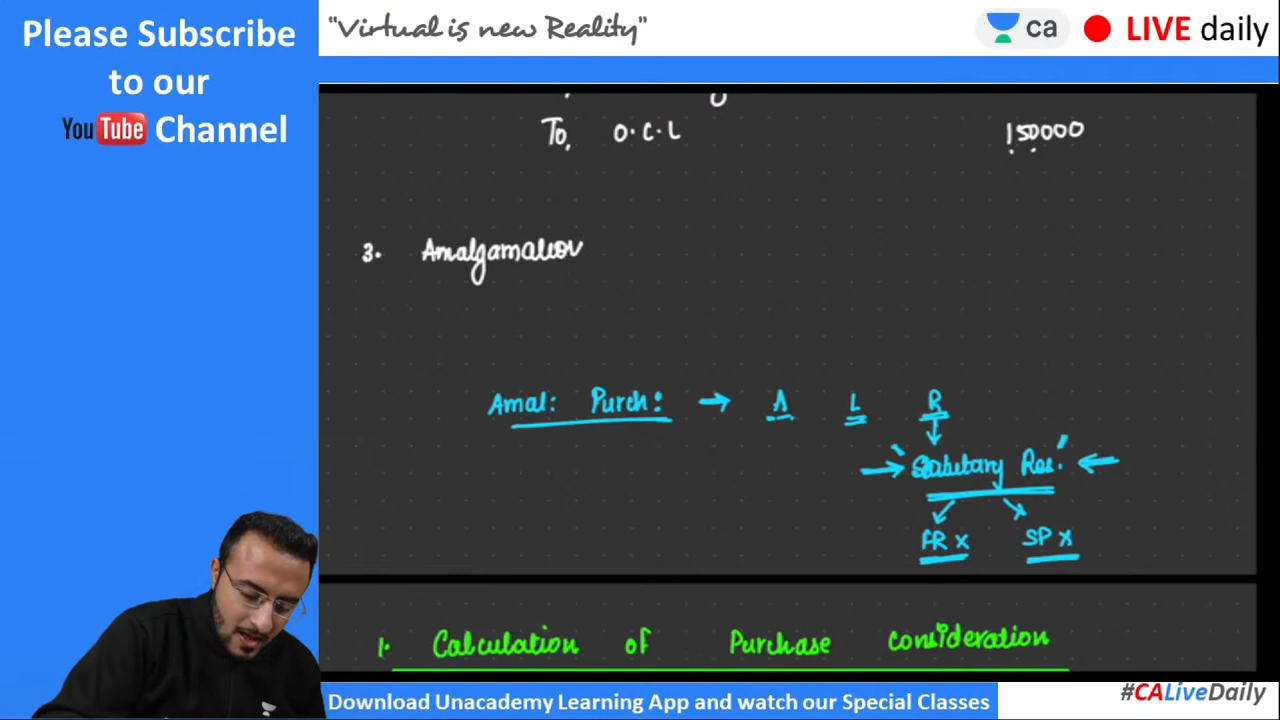 Please Subscribe
to our
YouTube Channel
"Virtual is new Reality"
ca
LIVE daily
To, O.C.L 150000
3. Amalgamation
Amal: Purch: → A L R
Statutary Res.
FR x SP x
1. Calculation of Purchase consideration
Download Unacademy Learning App and watch our Special Classes
#CALiveDaily